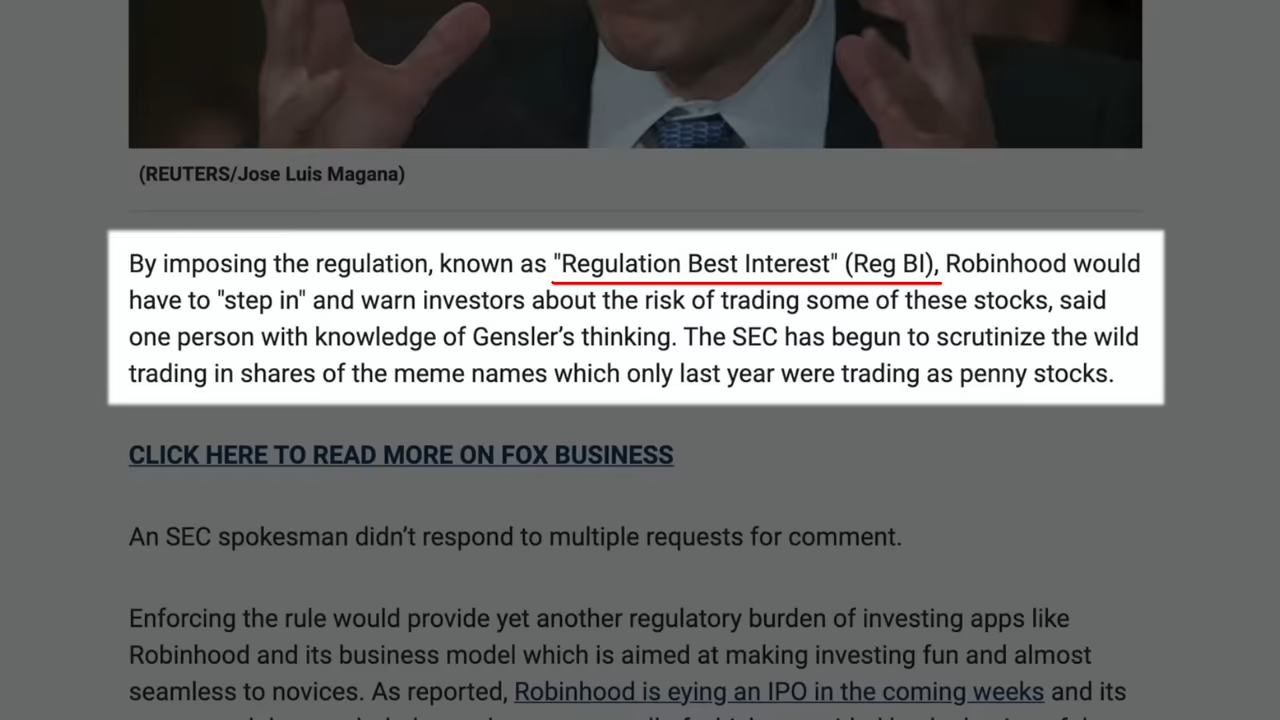 (REUTERS/Jose Luis Magana)
By imposing the regulation, known as "Regulation Best Interest" (Reg BI), Robinhood would
have to "step in" and warn investors about the risk of trading some of these stocks, said
one person with knowledge of Gensler’s thinking. The SEC has begun to scrutinize the wild
trading in shares of the meme names which only last year were trading as penny stocks.
CLICK HERE TO READ MORE ON FOX BUSINESS
An SEC spokesman didn’t respond to multiple requests for comment.
Enforcing the rule would provide yet another regulatory burden of investing apps like
Robinhood and its business model which is aimed at making investing fun and almost
seamless to novices. As reported, Robinhood is eying an IPO in the coming weeks and its